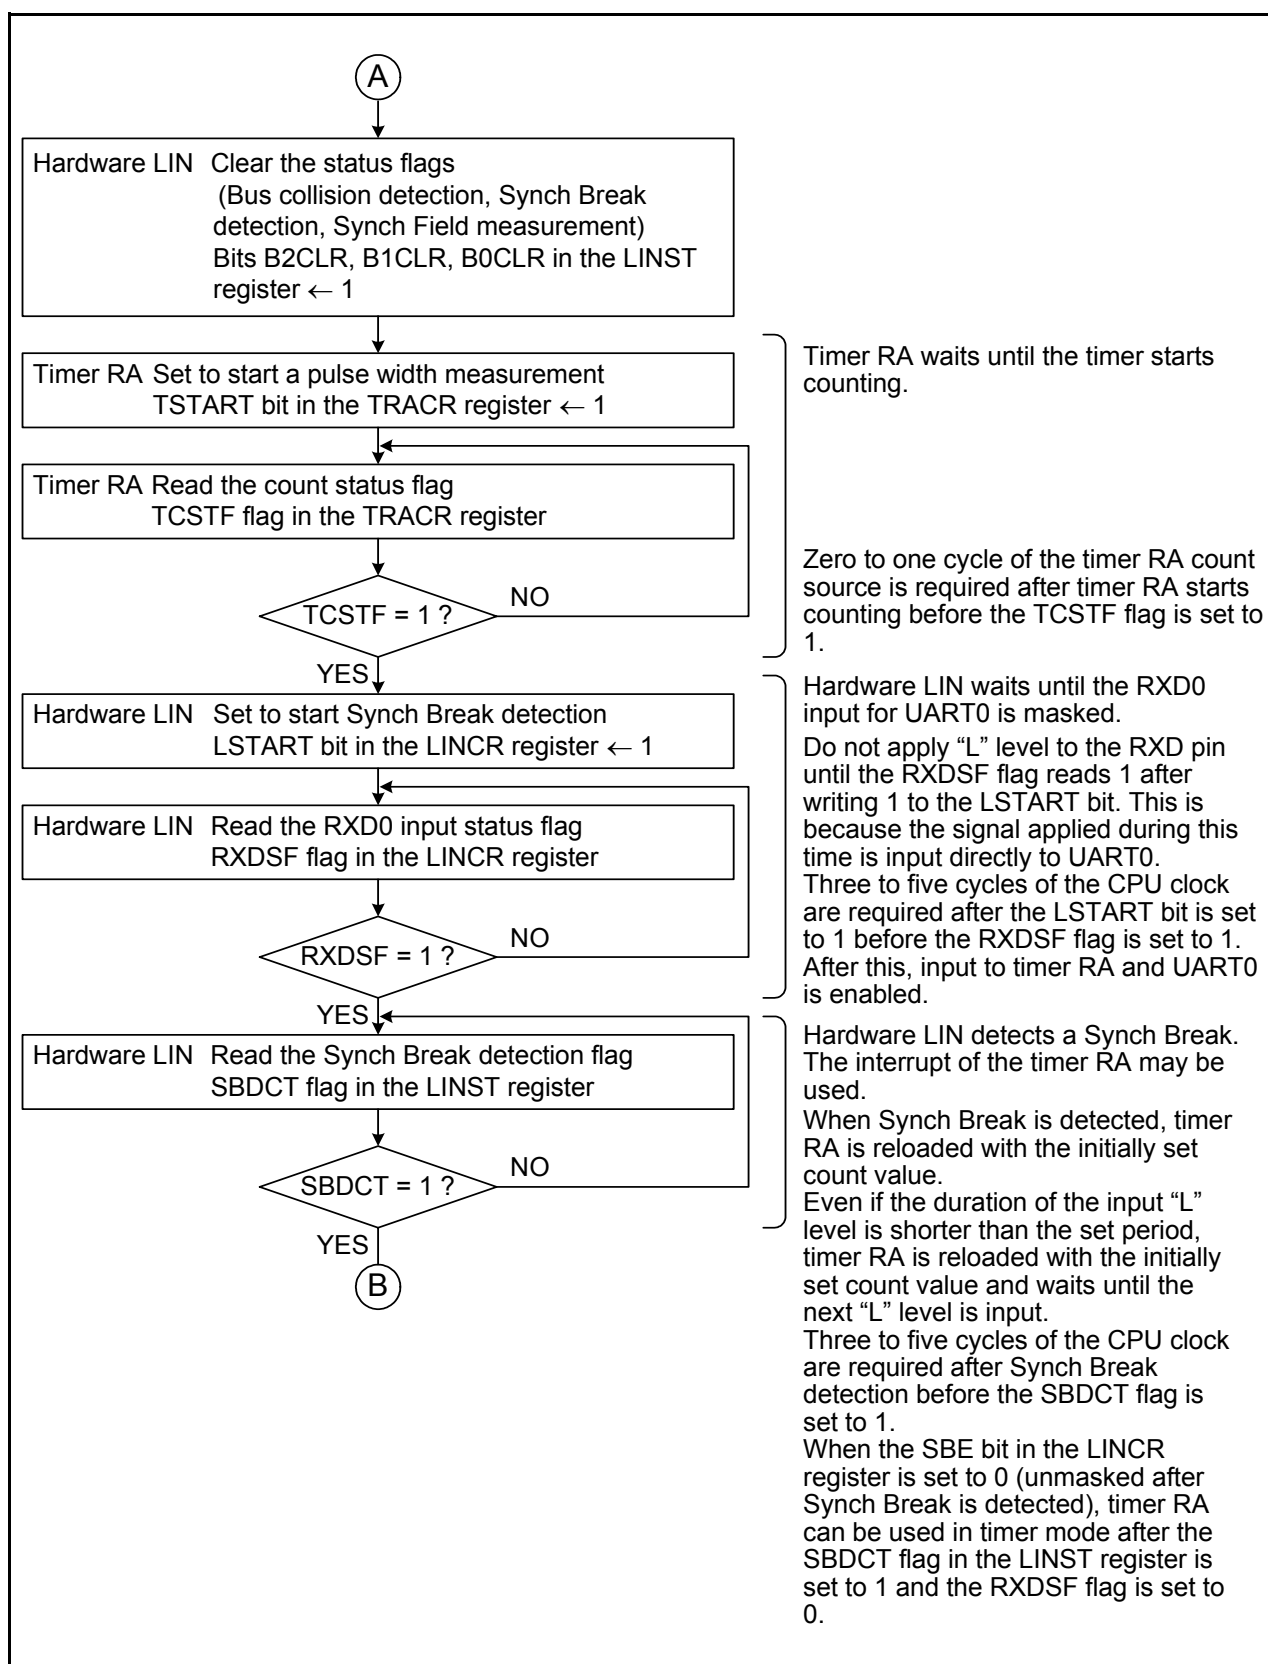 A
Hardware LIN Clear the status flags
(Bus collision detection, Synch Break
detection, Synch Field measurement)
Bits B2CLR, B1CLR, B0CLR in the LINST
register ← 1
Timer RA Set to start a pulse width measurement
TSTART bit in the TRACR register ← 1
Timer RA waits until the timer starts
counting.
Timer RA Read the count status flag
TCSTF flag in the TRACR register
TCSTF = 1 ?
NO
YES
Zero to one cycle of the timer RA count
source is required after timer RA starts
counting before the TCSTF flag is set to
1.
Hardware LIN Set to start Synch Break detection
LSTART bit in the LINCR register ← 1
Hardware LIN Read the RXD0 input status flag
RXDSF flag in the LINCR register
RXDSF = 1 ?
NO
YES
Hardware LIN waits until the RXD0
input for UART0 is masked.
Do not apply “L” level to the RXD pin
until the RXDSF flag reads 1 after
writing 1 to the LSTART bit. This is
because the signal applied during this
time is input directly to UART0.
Three to five cycles of the CPU clock
are required after the LSTART bit is set
to 1 before the RXDSF flag is set to 1.
After this, input to timer RA and UART0
is enabled.
Hardware LIN Read the Synch Break detection flag
SBDCT flag in the LINST register
SBDCT = 1 ?
NO
YES
B
Hardware LIN detects a Synch Break.
The interrupt of the timer RA may be
used.
When Synch Break is detected, timer
RA is reloaded with the initially set
count value.
Even if the duration of the input “L”
level is shorter than the set period,
timer RA is reloaded with the initially
set count value and waits until the
next “L” level is input.
Three to five cycles of the CPU clock
are required after Synch Break
detection before the SBDCT flag is
set to 1.
When the SBE bit in the LINCR
register is set to 0 (unmasked after
Synch Break is detected), timer RA
can be used in timer mode after the
SBDCT flag in the LINST register is
set to 1 and the RXDSF flag is set to
0.